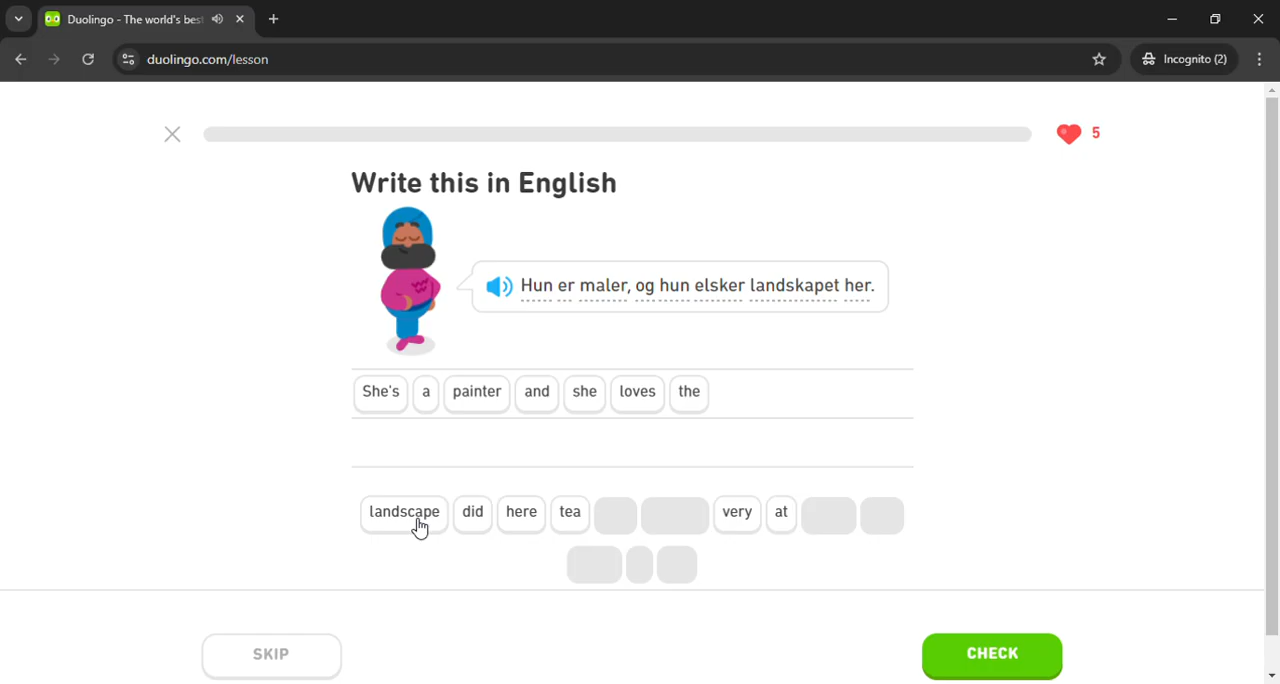 Duolingo - The world's bes
duolingo.com/lesson
Incognito (2)
5
Write this in English
Hun er maler, og hun elsker landskapet her.
She's a painter and she loves the
landscape did here tea very at
SKIP
CHECK